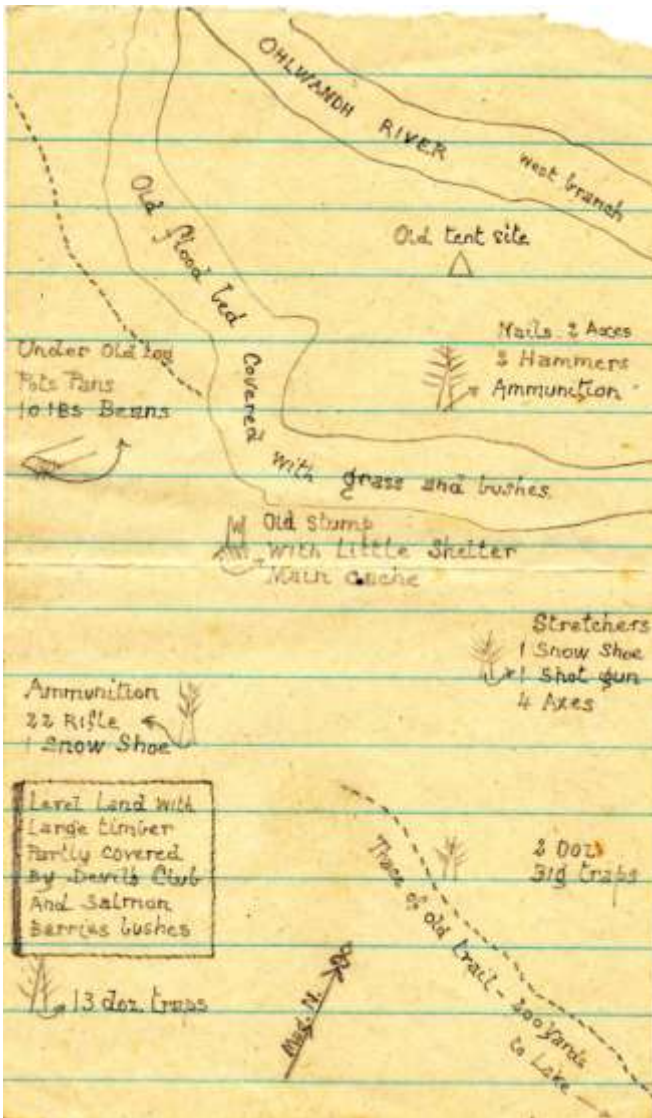 OHLWANDH RIVER
west branch
Old tent site
Old flood bed covered with grass and bushes
Nails 2 Axes
2 Hammers
Ammunition
Under Old Log
Pots Pans
10 lbs Beans
Old Stump
With Little Shelter
Main Cache
Stretchers
1 Snow Shoe
1 Shot gun
4 Axes
Ammunition
22 Rifle
1 Snow Shoe
Level Land With
Large timber
Partly Covered
By Devils Club
And Salmon
Berries bushes
2 Doz
Big traps
Trace of old trail - 200 Yards
to Lake
Mag. N.
13 doz. traps